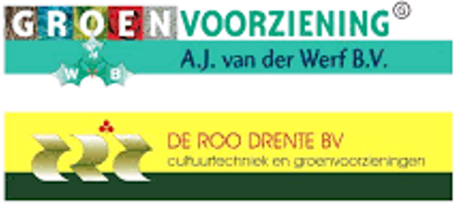 GROENVOORZIENING ®
A.J. van der Werf B.V.
W N B
DE ROO DRENTE BV
cultuurtechniek en groenvoorzieningen